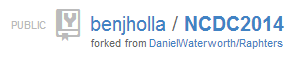 PUBLIC benjholla / NCDC2014
forked from DanielWaterworth/Raphters